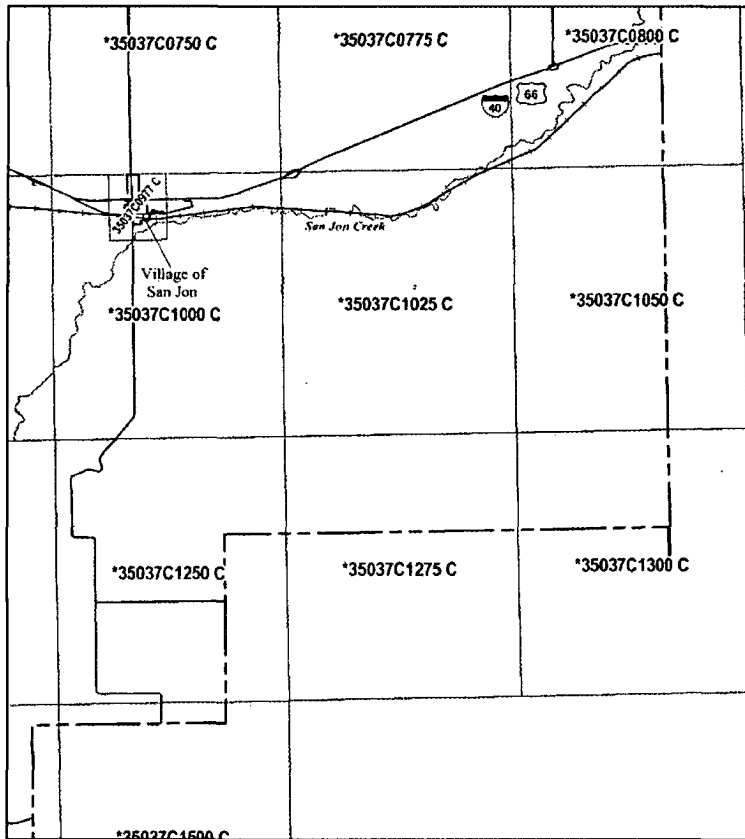 *35037C0750 C
*35037C0775 C
*35037C0800 C
40
66
35037C0977 C
San Jon Creek
Village of
San Jon
*35037C1000 C
*35037C1025 C
*35037C1050 C
*35037C1250 C
*35037C1275 C
*35037C1300 C
*35037C1500 C